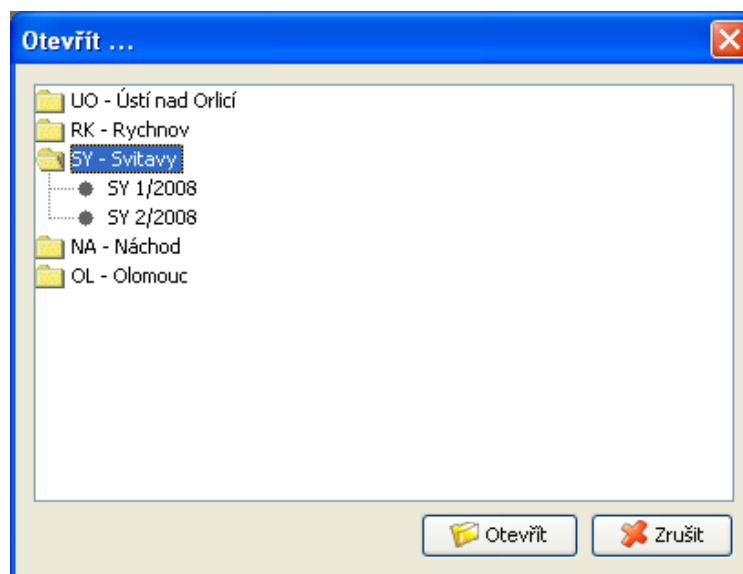 Otevřít ...
UO - Ústí nad Orlicí
RK - Rychnov
SY - Svitavy
SY 1/2008
SY 2/2008
NA - Náchod
OL - Olomouc
Otevřít
Zrušit